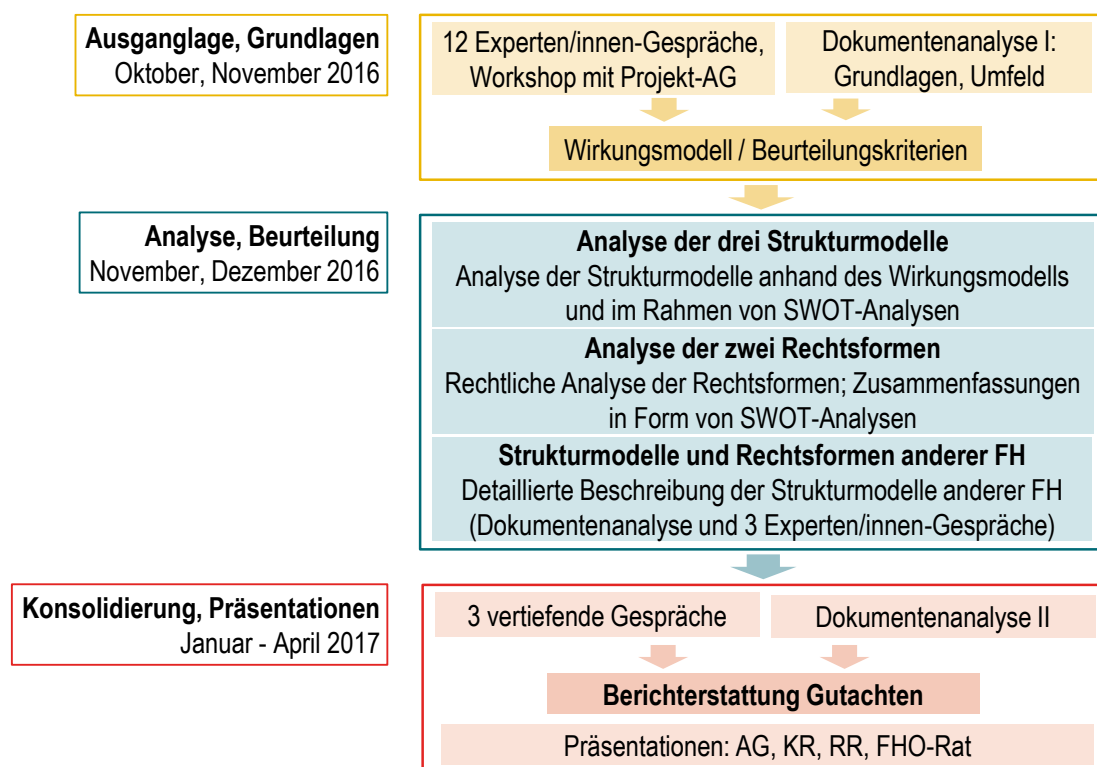 Ausganglage, Grundlagen
Oktober, November 2016
12 Experten/innen-Gespräche,
Workshop mit Projekt-AG
Dokumentenanalyse I:
Grundlagen, Umfeld
Wirkungsmodell / Beurteilungskriterien
Analyse, Beurteilung
November, Dezember 2016
Analyse der drei Strukturmodelle
Analyse der Strukturmodelle anhand des Wirkungsmodells
und im Rahmen von SWOT-Analysen
Analyse der zwei Rechtsformen
Rechtliche Analyse der Rechtsformen; Zusammenfassungen
in Form von SWOT-Analysen
Strukturmodelle und Rechtsformen anderer FH
Detaillierte Beschreibung der Strukturmodelle anderer FH
(Dokumentenanalyse und 3 Experten/innen-Gespräche)
Konsolidierung, Präsentationen
Januar - April 2017
3 vertiefende Gespräche
Dokumentenanalyse II
Berichterstattung Gutachten
Präsentationen: AG, KR, RR, FHO-Rat